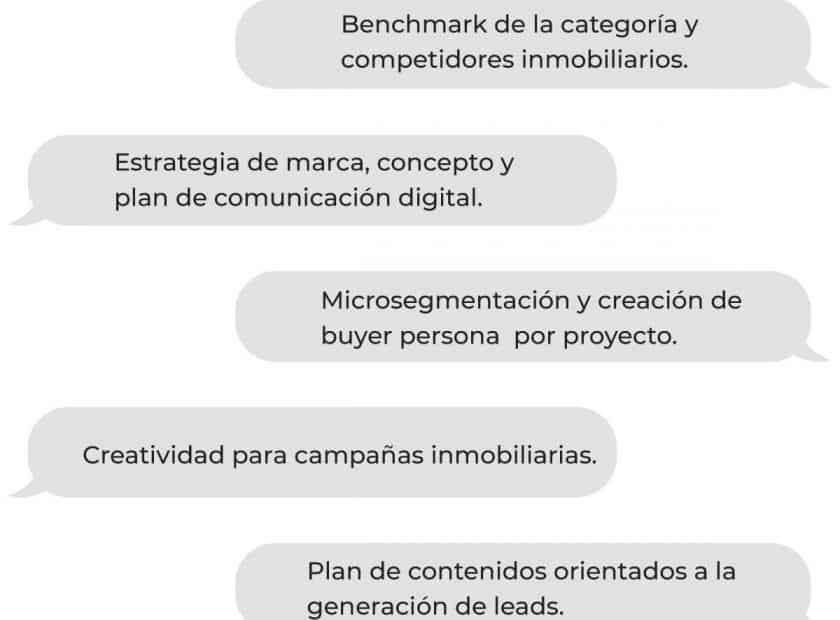 Benchmark de la categoría y
competidores inmobiliarios.
Estrategia de marca, concepto y
plan de comunicación digital.
Microsegmentación y creación de
buyer persona  por proyecto.
Creatividad para campañas inmobiliarias.
Plan de contenidos orientados a la
generación de leads.